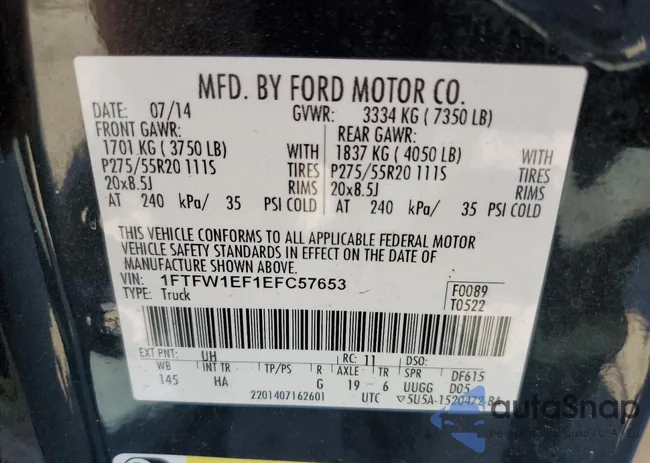 MFD. BY FORD MOTOR CO.
DATE: 07/14 GVWR: 3334 KG ( 7350 LB)
FRONT GAWR: REAR GAWR:
1701 KG ( 3750 LB) WITH 1837 KG ( 4050 LB) WITH
P275/55R20 111S TIRES P275/55R20 111S TIRES
20x8.5J RIMS 20x8.5J RIMS
AT 240 kPa/ 35 PSI COLD AT 240 kPa/ 35 PSI COLD
THIS VEHICLE CONFORMS TO ALL APPLICABLE FEDERAL MOTOR
VEHICLE SAFETY STANDARDS IN EFFECT ON THE DATE OF
MANUFACTURE SHOWN ABOVE.
VIN: 1FTFW1EF1EFC57653 F0089
TYPE: Truck T0522
EXT PNT: UH RC: 11 DSO:
WB INT TR TP/PS R AXLE TR SPR DF615
145 HA G 19 6 UUGG D05
2201407162601 UTC ▽5U5A-1520472-BA
autoSnap